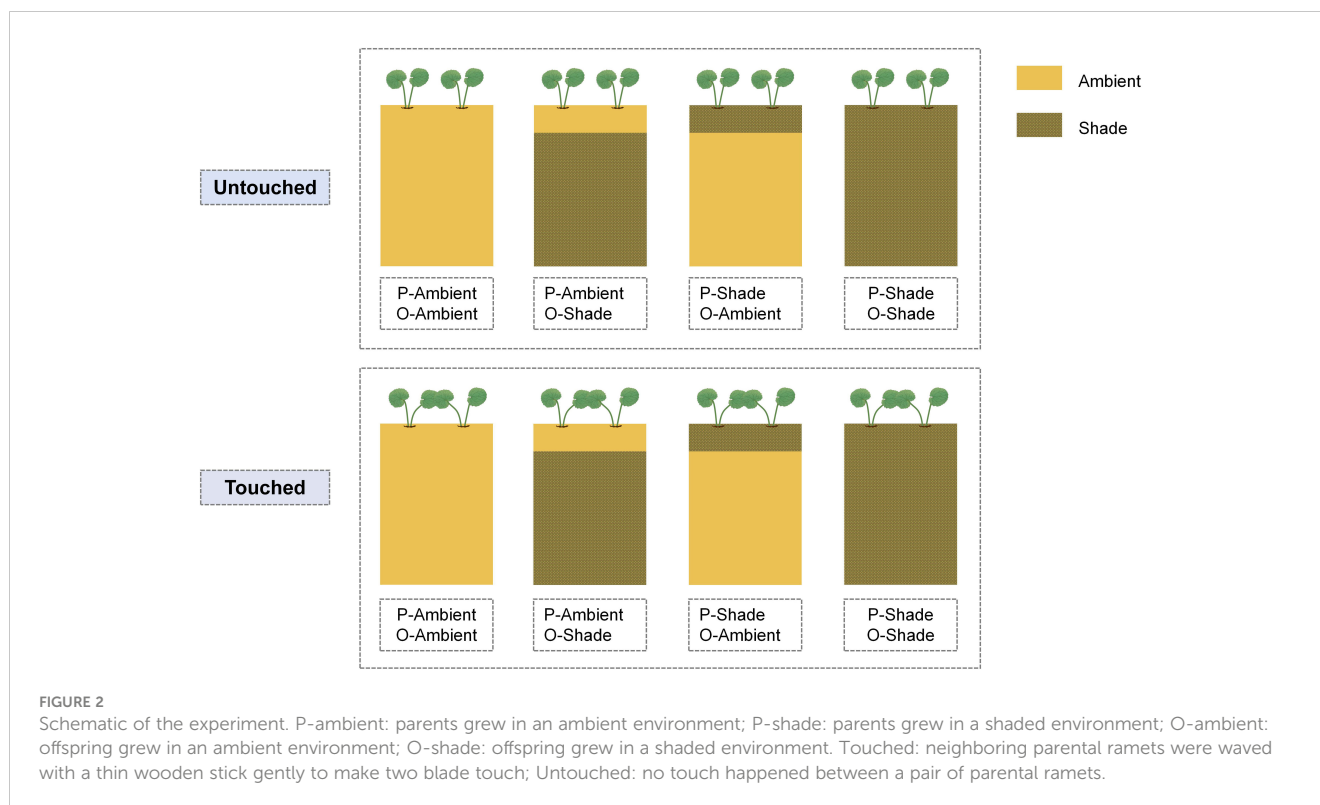 Ambient
Shade
Untouched
P-Ambient
O-Ambient
P-Ambient
O-Shade
P-Shade
O-Ambient
P-Shade
O-Shade
Touched
P-Ambient
O-Ambient
P-Ambient
O-Shade
P-Shade
O-Ambient
P-Shade
O-Shade
FIGURE 2
Schematic of the experiment. P-ambient: parents grew in an ambient environment; P-shade: parents grew in a shaded environment; O-ambient:
offspring grew in an ambient environment; O-shade: offspring grew in a shaded environment. Touched: neighboring parental ramets were waved
with a thin wooden stick gently to make two blade touch; Untouched: no touch happened between a pair of parental ramets.